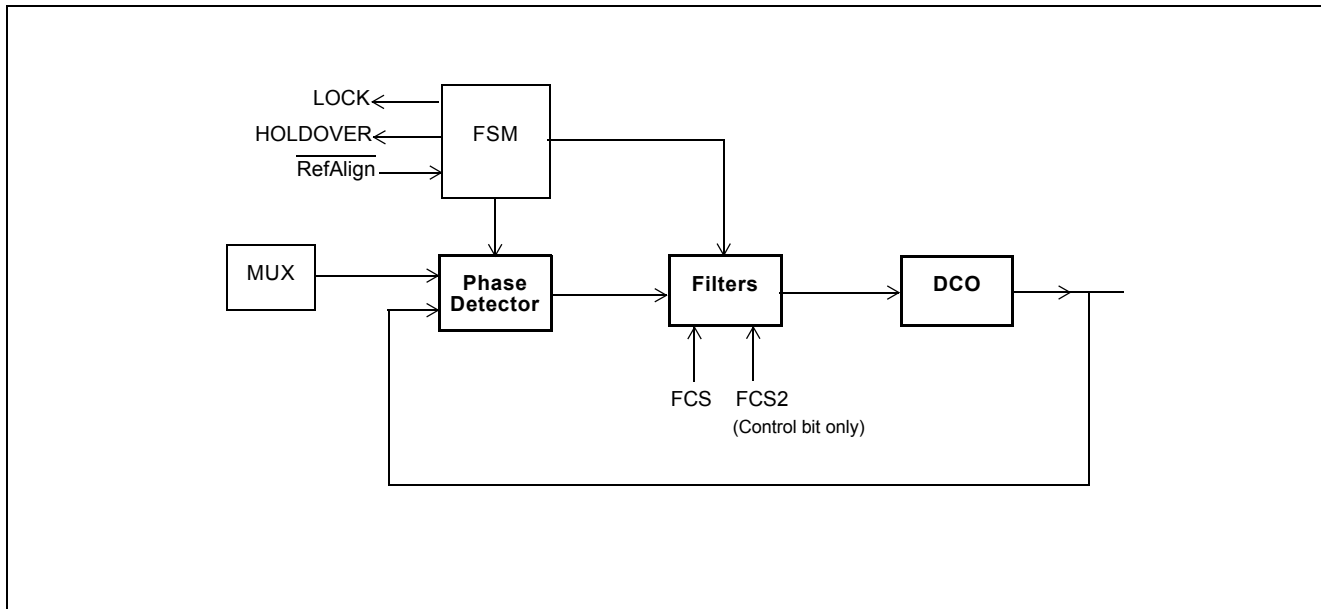 LOCK
HOLDOVER
RefAlign
FSM
MUX
Phase
Detector
Filters
DCO
FCS
FCS2
(Control bit only)